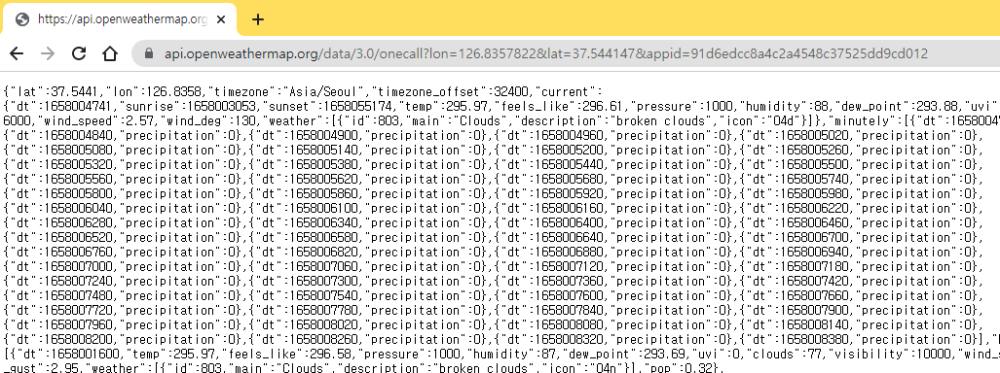 https://api.openweathermap.org
api.openweathermap.org/data/3.0/onecall?lon=126.8357822&lat=37.544147&appid=91d6edcc8a4c2a4548c37525dd9cd012
{"lat":37.5441,"lon":126.8358,"timezone":"Asia/Seoul","timezone_offset":32400,"current":
{"dt":1658004741,"sunrise":1658003053,"sunset":1658055174,"temp":295.97,"feels_like":296.61,"pressure":1000,"humidity":88,"dew_point":293.88,"uvi"
6000,"wind_speed":2.57,"wind_deg":130,"weather":[{"id":803,"main":"Clouds","description":"broken clouds","icon":"04d"}]},"minutely":[{"dt":1658004
{"dt":1658004840,"precipitation":0},{"dt":1658004900,"precipitation":0},{"dt":1658004960,"precipitation":0},{"dt":1658005020,"precipitation":0},
{"dt":1658005080,"precipitation":0},{"dt":1658005140,"precipitation":0},{"dt":1658005200,"precipitation":0},{"dt":1658005260,"precipitation":0},
{"dt":1658005320,"precipitation":0},{"dt":1658005380,"precipitation":0},{"dt":1658005440,"precipitation":0},{"dt":1658005500,"precipitation":0},
{"dt":1658005560,"precipitation":0},{"dt":1658005620,"precipitation":0},{"dt":1658005680,"precipitation":0},{"dt":1658005740,"precipitation":0},
{"dt":1658005800,"precipitation":0},{"dt":1658005860,"precipitation":0},{"dt":1658005920,"precipitation":0},{"dt":1658005980,"precipitation":0},
{"dt":1658006040,"precipitation":0},{"dt":1658006100,"precipitation":0},{"dt":1658006160,"precipitation":0},{"dt":1658006220,"precipitation":0},
{"dt":1658006280,"precipitation":0},{"dt":1658006340,"precipitation":0},{"dt":1658006400,"precipitation":0},{"dt":1658006460,"precipitation":0},
{"dt":1658006520,"precipitation":0},{"dt":1658006580,"precipitation":0},{"dt":1658006640,"precipitation":0},{"dt":1658006700,"precipitation":0},
{"dt":1658006760,"precipitation":0},{"dt":1658006820,"precipitation":0},{"dt":1658006880,"precipitation":0},{"dt":1658006940,"precipitation":0},
{"dt":1658007000,"precipitation":0},{"dt":1658007060,"precipitation":0},{"dt":1658007120,"precipitation":0},{"dt":1658007180,"precipitation":0},
{"dt":1658007240,"precipitation":0},{"dt":1658007300,"precipitation":0},{"dt":1658007360,"precipitation":0},{"dt":1658007420,"precipitation":0},
{"dt":1658007480,"precipitation":0},{"dt":1658007540,"precipitation":0},{"dt":1658007600,"precipitation":0},{"dt":1658007660,"precipitation":0},
{"dt":1658007720,"precipitation":0},{"dt":1658007780,"precipitation":0},{"dt":1658007840,"precipitation":0},{"dt":1658007900,"precipitation":0},
{"dt":1658007960,"precipitation":0},{"dt":1658008020,"precipitation":0},{"dt":1658008080,"precipitation":0},{"dt":1658008140,"precipitation":0},
{"dt":1658008200,"precipitation":0},{"dt":1658008260,"precipitation":0},{"dt":1658008320,"precipitation":0},{"dt":1658008380,"precipitation":0}],"
[{"dt":1658001600,"temp":295.97,"feels_like":296.58,"pressure":1000,"humidity":87,"dew_point":293.69,"uvi":0,"clouds":77,"visibility":10000,"wind_
_gust":2.95,"weather":[{"id":803,"main":"Clouds","description":"broken clouds","icon":"04n"}],"pop":0.32},